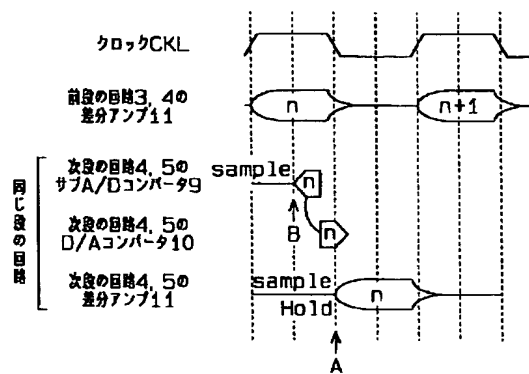 クロックCKL
前段の回路3, 4の
差分アンプ11
n
n+1
同じ段の回路
次段の回路4, 5の
サブA/Dコンバータ9
sample
n
B
次段の回路4, 5の
D/Aコンバータ10
n
次段の回路4, 5の
差分アンプ11
sample
Hold
n
A